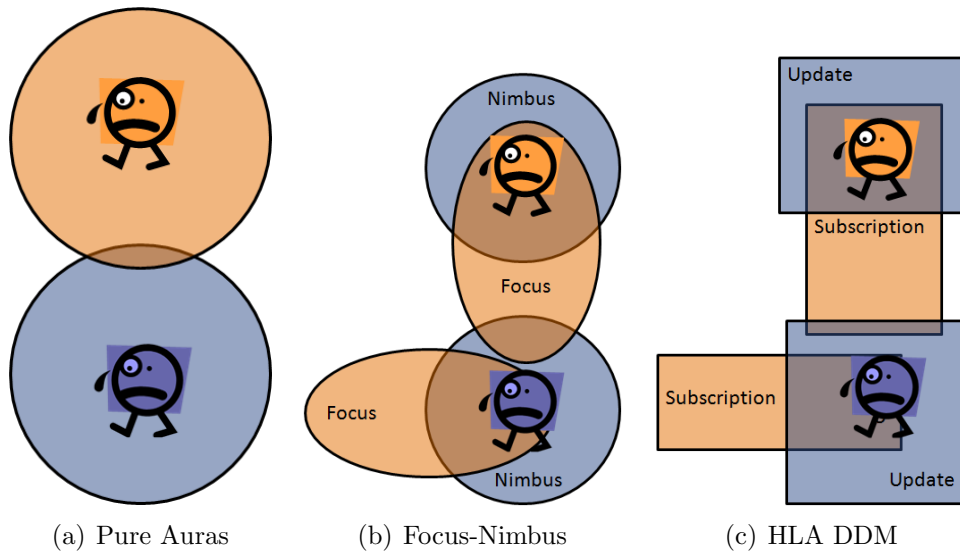 Nimbus
Focus
Focus
Nimbus
Update
Subscription
Subscription
Update
(a) Pure Auras
(b) Focus-Nimbus
(c) HLA DDM